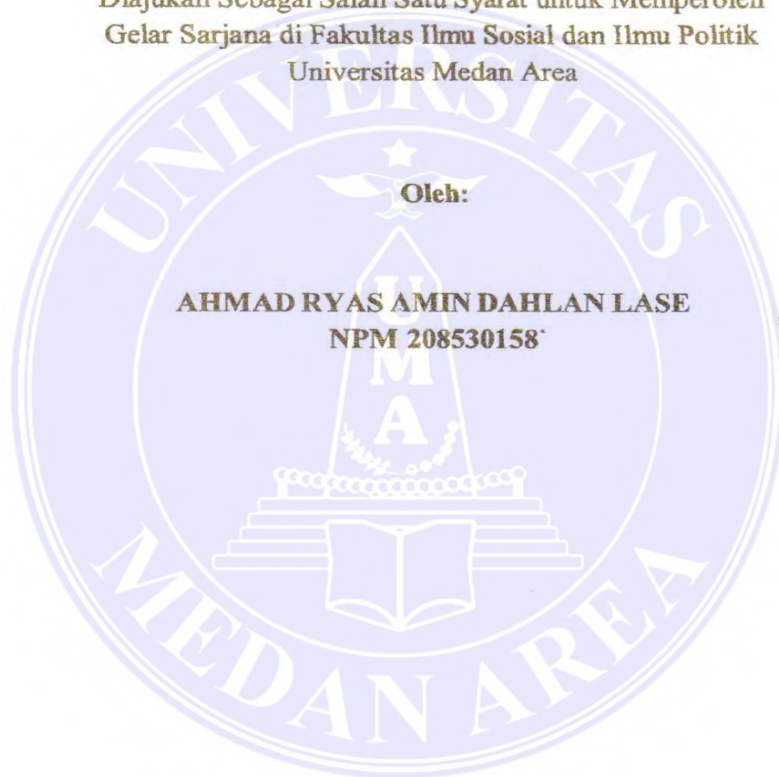 Diajukan Sebagai Salah Satu Syarat untuk Memperoleh
Gelar Sarjana di Fakultas Ilmu Sosial dan Ilmu Politik
Universitas Medan Area
Oleh:
AHMAD RYAS AMIN DAHLAN LASE
NPM 208530158
UNIVERSITAS
UMA
MEDAN AREA